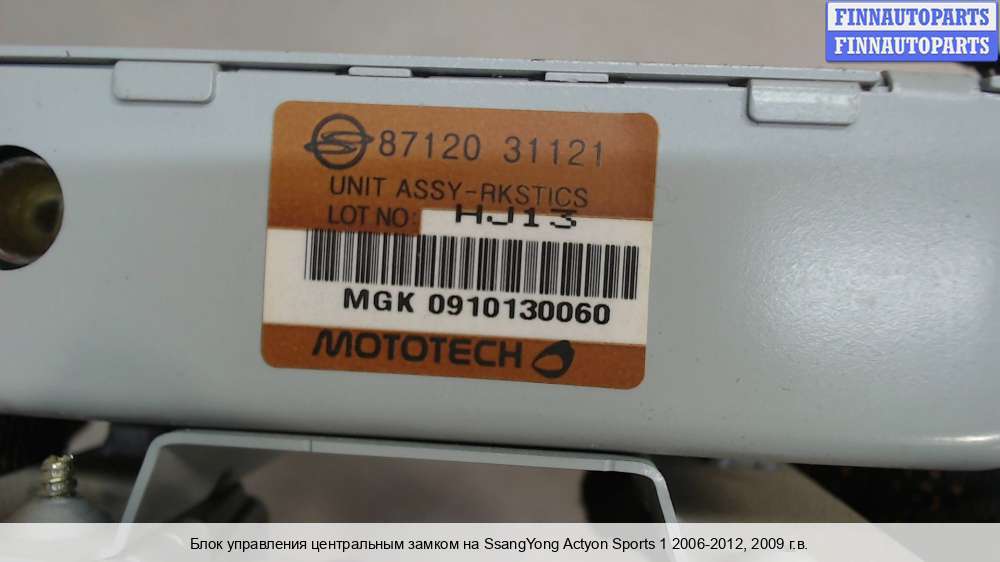 FINNAUTOPARTS
FINNAUTOPARTS
87120 31121
UNIT ASSY-RKSTICS
LOT NO: HJ13
MGK 0910130060
MOTOTECH
Блок управления центральным замком на SsangYong Actyon Sports 1 2006-2012, 2009 г.в.